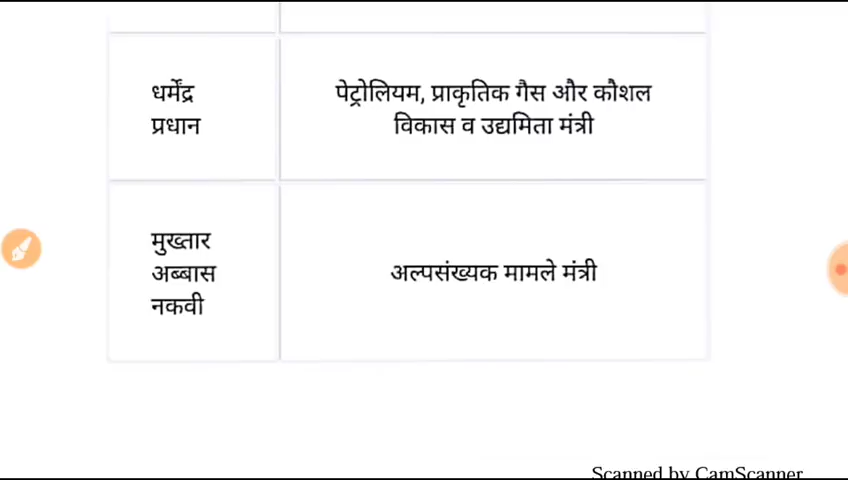 धर्मेंद्र
प्रधान
पेट्रोलियम, प्राकृतिक गैस और कौशल
विकास व उद्यमिता मंत्री
मुख्तार
अब्बास
नकवी
अल्पसंख्यक मामले मंत्री
Scanned by CamScanner